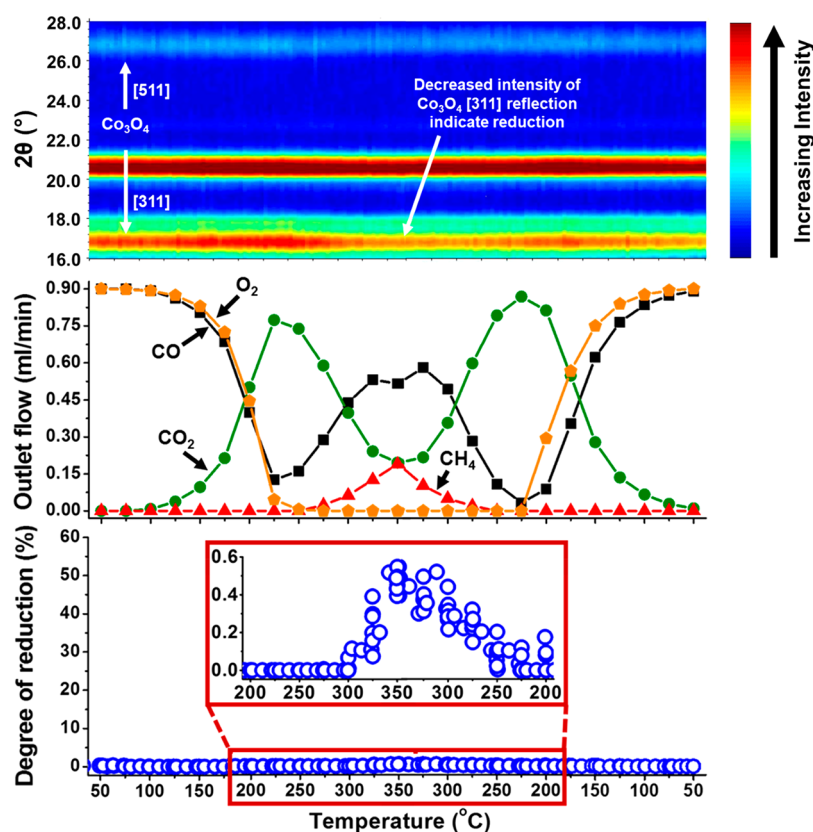 28.0
26.0
24.0
22.0
20.0
18.0
16.0
2θ (°)
[511]
Co₃O₄
[311]
Decreased intensity of
Co₃O₄ [311] reflection
indicate reduction
Increasing Intensity
0.90
0.75
0.60
0.45
0.30
0.15
0.00
Outlet flow (ml/min)
O₂
CO
CO₂
CH₄
60
50
40
30
20
10
0
Degree of reduction (%)
0.6
0.4
0.2
0.0
200 250 300 350 300 250 200
50 100 150 200 250 300 350 300 250 200 150 100 50
Temperature (°C)